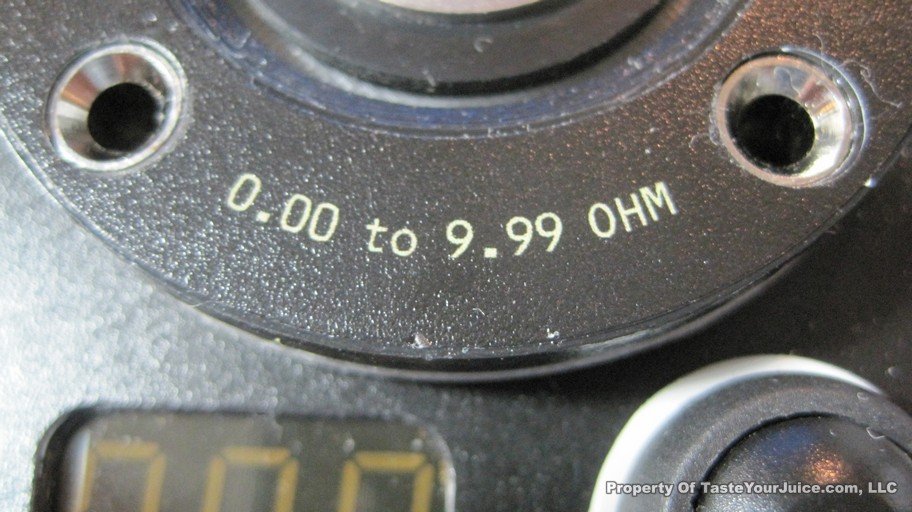 0.00 to 9.99 OHM
Property Of TasteYourJuice.com, LLC